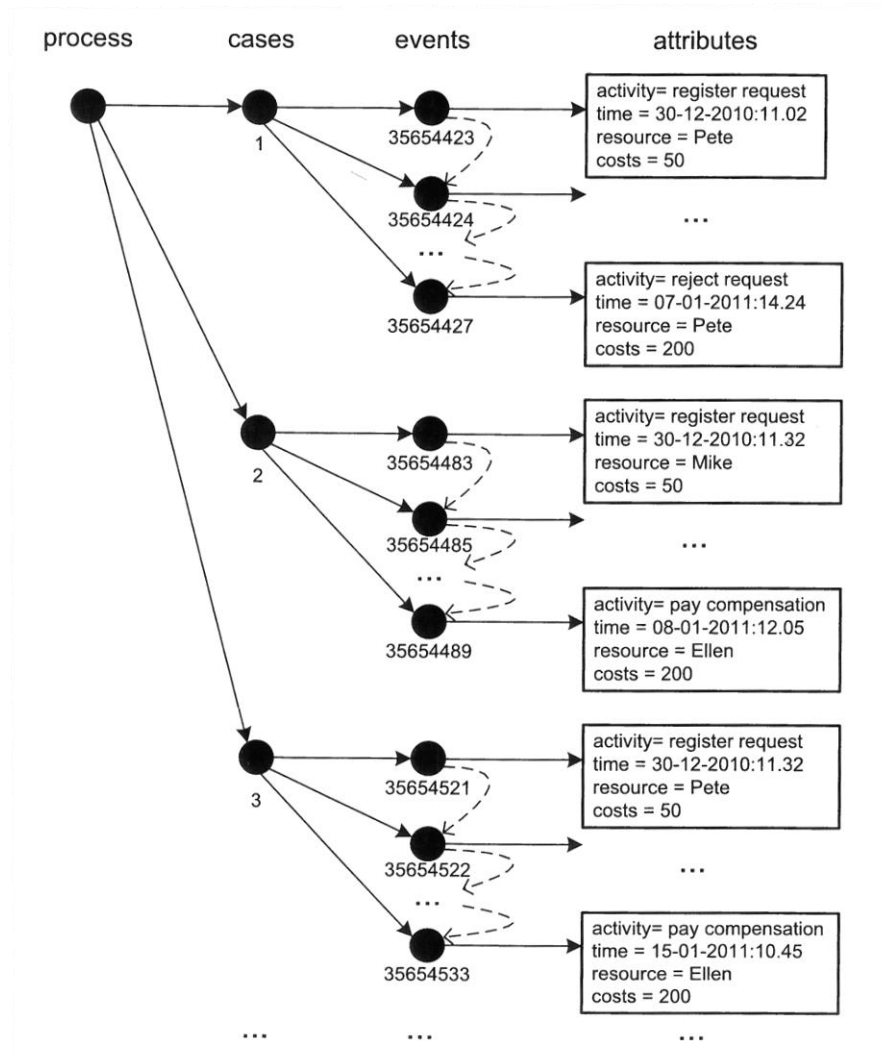 process cases events attributes
activity= register request
time = 30-12-2010:11.02
resource = Pete
costs = 50
1
35654423
35654424
...
...
35654427
activity= reject request
time = 07-01-2011:14.24
resource = Pete
costs = 200
2
35654483
activity= register request
time = 30-12-2010:11.32
resource = Mike
costs = 50
35654485
...
...
35654489
activity= pay compensation
time = 08-01-2011:12.05
resource = Ellen
costs = 200
3
35654521
activity= register request
time = 30-12-2010:11.32
resource = Pete
costs = 50
35654522
...
...
35654533
activity= pay compensation
time = 15-01-2011:10.45
resource = Ellen
costs = 200
... ... ...